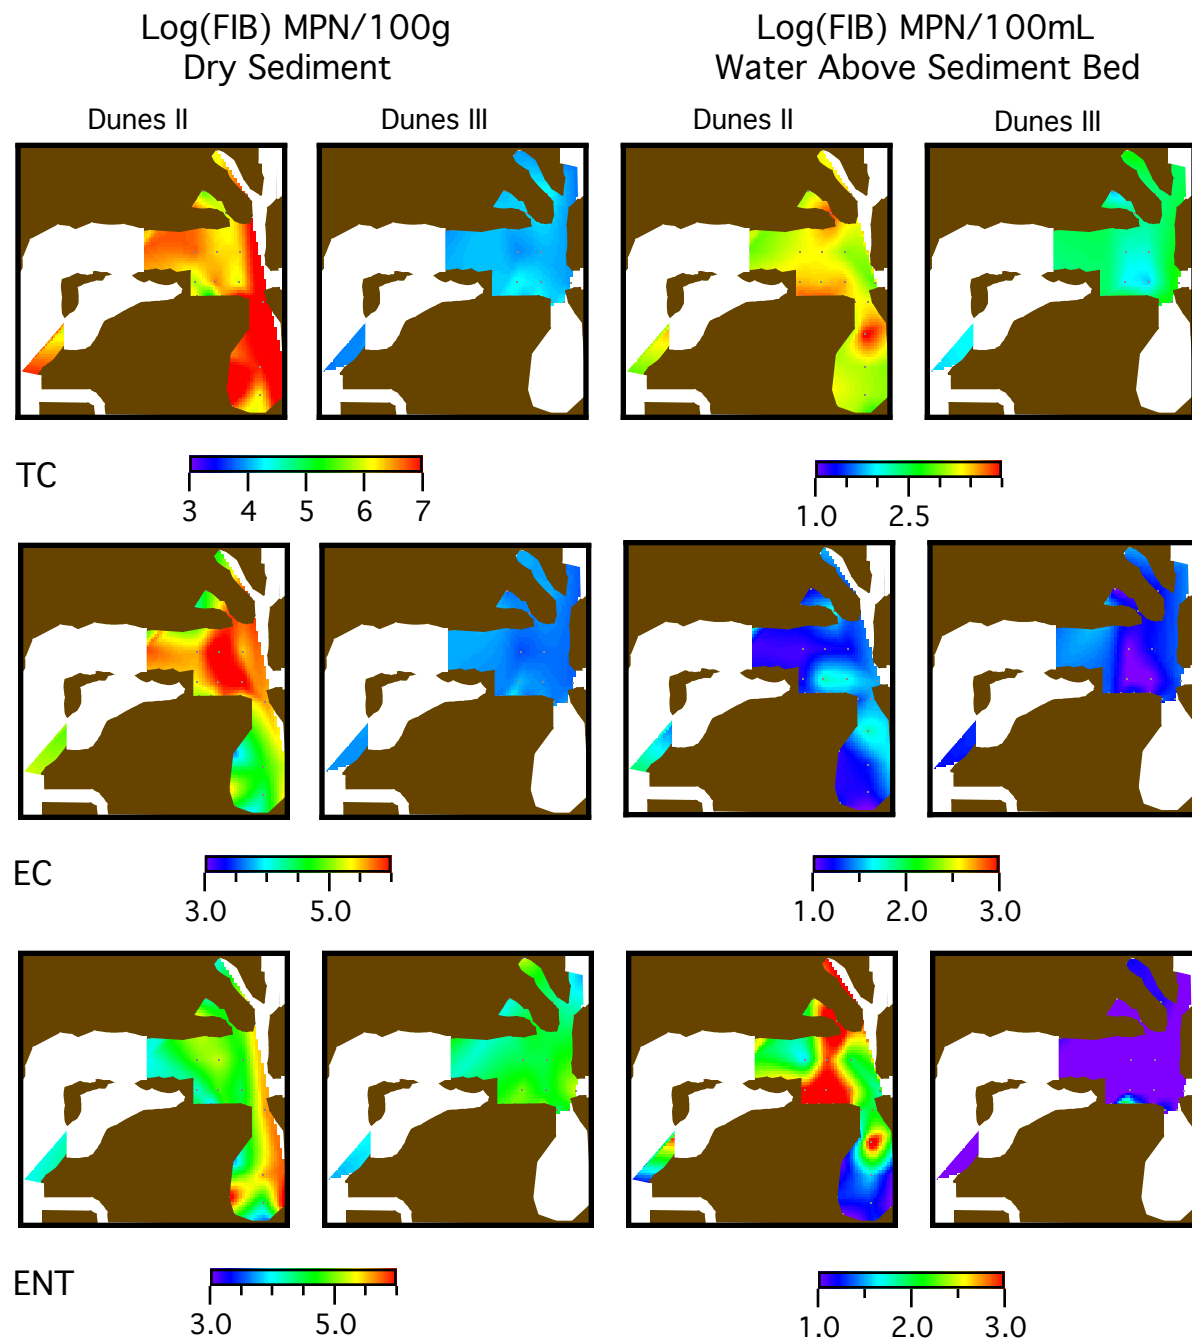 Log(FIB) MPN/100g
Dry Sediment
Log(FIB) MPN/100mL
Water Above Sediment Bed
Dunes II
Dunes III
Dunes II
Dunes III
TC
3 4 5 6 7
1.0 2.5
EC
3.0 5.0
1.0 2.0 3.0
ENT
3.0 5.0
1.0 2.0 3.0